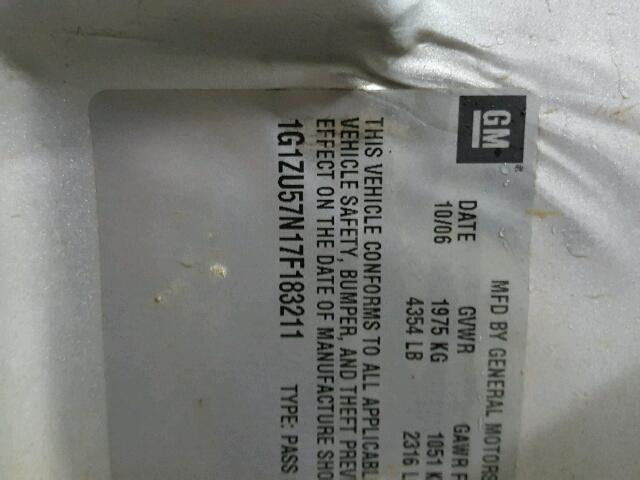 GM
MFD BY GENERAL MOTORS
DATE GVWR GAWR F
10/06 1975 KG 1051 K
4354 LB 2316 L
THIS VEHICLE CONFORMS TO ALL APPLICABL
VEHICLE SAFETY, BUMPER, AND THEFT PREV
EFFECT ON THE DATE OF MANUFACTURE SHO
1G1ZU57N17F183211 TYPE: PASS